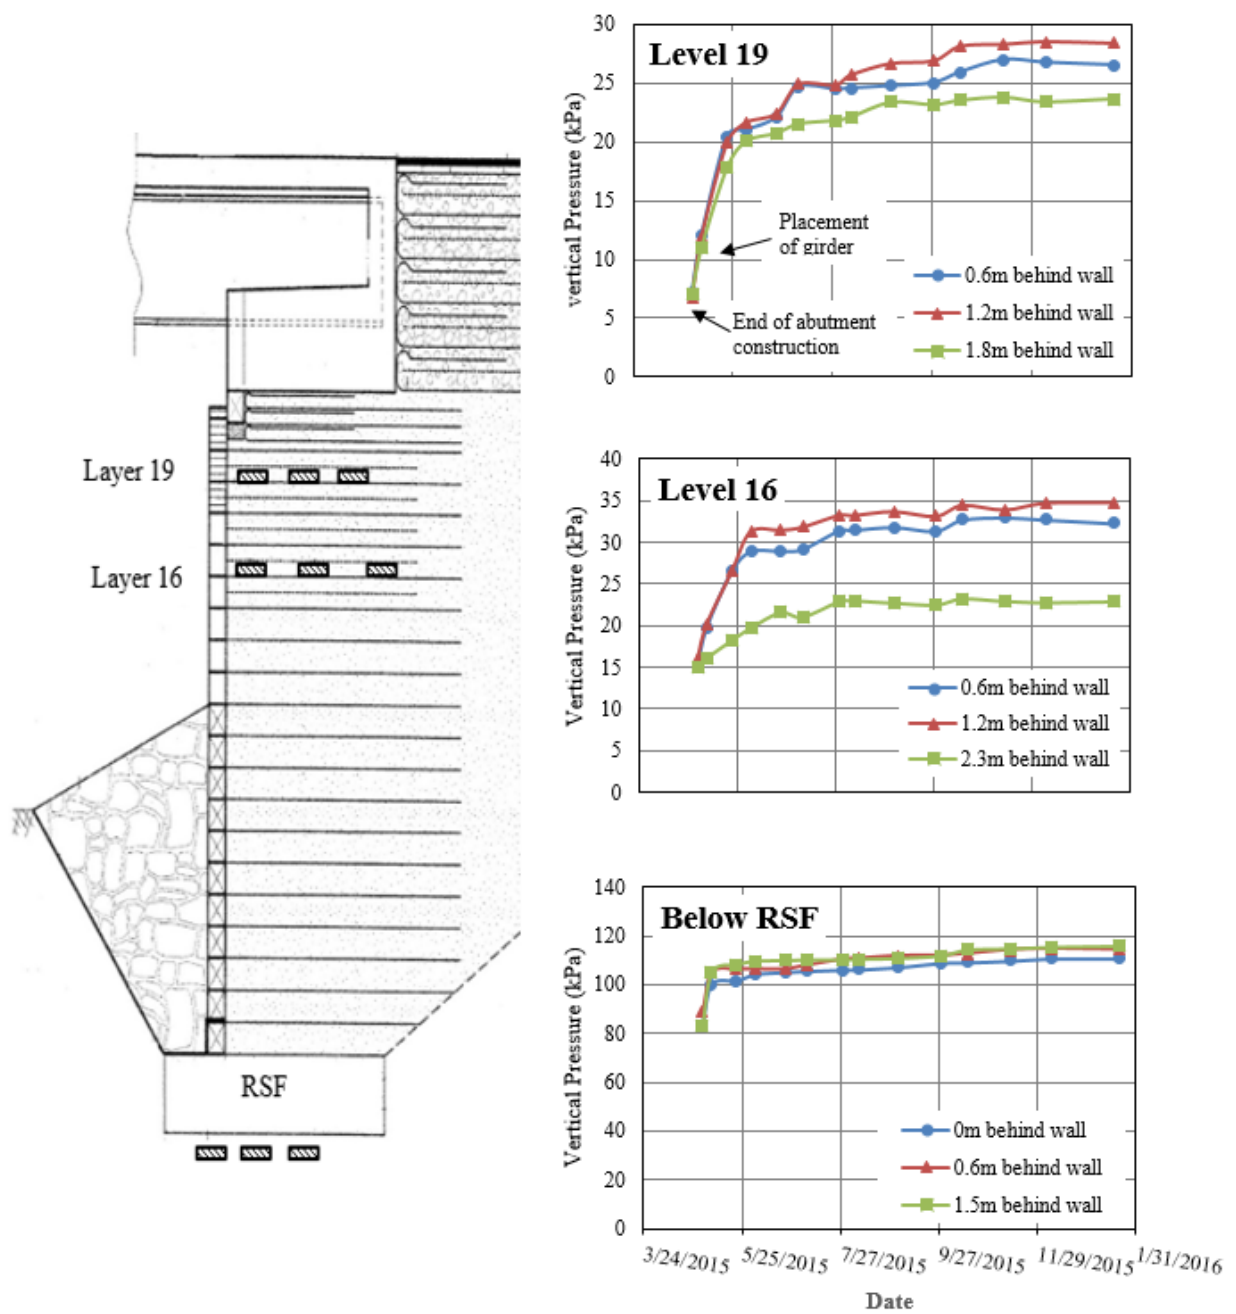 Layer 19
Layer 16
RSF
30
25
20
15
10
5
0
vertical Pressure (kPa)
Level 19
Placement
of girder
End of abutment
construction
0.6m behind wall
1.2m behind wall
1.8m behind wall
40
35
30
25
20
15
10
5
0
Vertical Pressure (kPa)
Level 16
0.6m behind wall
1.2m behind wall
2.3m behind wall
140
120
100
80
60
40
20
0
Vertical Pressure (kPa)
Below RSF
0m behind wall
0.6m behind wall
1.5m behind wall
3/24/2015 5/25/2015 7/27/2015 9/27/2015 11/29/2015 1/31/2016
Date